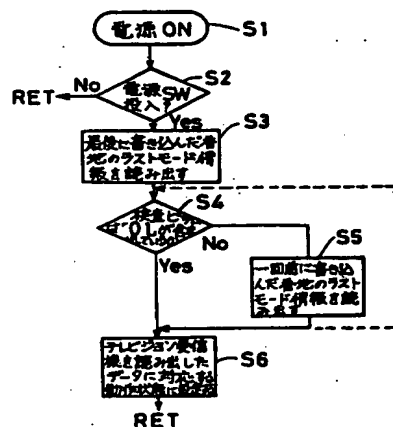 電源ON
S1
S2
電源SW
投入?
No
RET
Yes
S3
最後に書き込んだ番
地のラストモード情
報を読み出す
S4
検査ビット
No
Yes
S5
一回前に書き込
んだ番地のラスト
モード情報を読
み出す
テレビジョン受信
機を読み出した
データに対応する
動作状態に設定
S6
RET